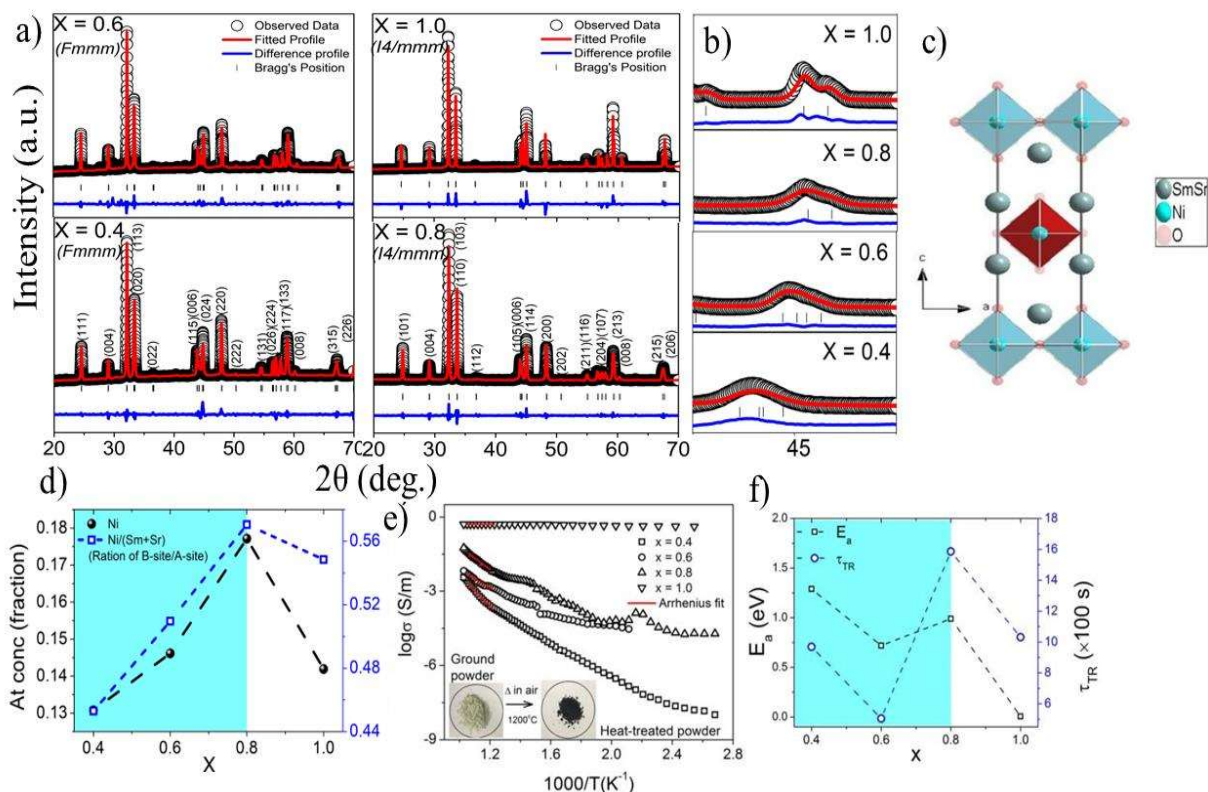 a)
Intensity (a.u.)
X = 0.6
(Fmmm)
Observed Data
Fitted Profile
Difference profile
Bragg's Position
X = 1.0
(I4/mmm)
Observed Data
Fitted Profile
Difference profile
Bragg's Position
X = 0.4
(Fmmm)
(111)
(004)
(113)
(020)
(022)
(115)(006)
(024)
(220)
(222)
(131)
(026)(224)
(117)(133)
(008)
(315)
(226)
20 30 40 50 60 70
X = 0.8
(I4/mmm)
(101)
(004)
(103)
(110)
(112)
(105)(006)
(114)
(200)
(202)
(211)(116)
(204)(107)
(213)
(008)
(215)
(206)
20 30 40 50 60 70
2θ (deg.)
b)
X = 1.0
X = 0.8
X = 0.6
X = 0.4
45
c)
c
a
SmSr
Ni
O
d)
At conc (fraction)
0.18
0.17
0.16
0.15
0.14
0.13
Ni
Ni/(Sm+Sr)
(Ration of B-site/A-site)
0.56
0.52
0.48
0.44
0.4 0.6 0.8 1.0
X
e)
logσ (S/m)
0
-3
-6
-9
x = 0.4
x = 0.6
x = 0.8
x = 1.0
Arrhenius fit
Ground
powder
Δ in air
1200°C
Heat-treated powder
1.2 1.6 2.0 2.4 2.8
1000/T(K⁻¹)
f)
Eₐ (eV)
2.0
1.5
1.0
0.5
0.0
Eₐ
τTR
18
16
14
12
10
8
6
τTR (×100 s)
0.4 0.6 0.8 1.0
x